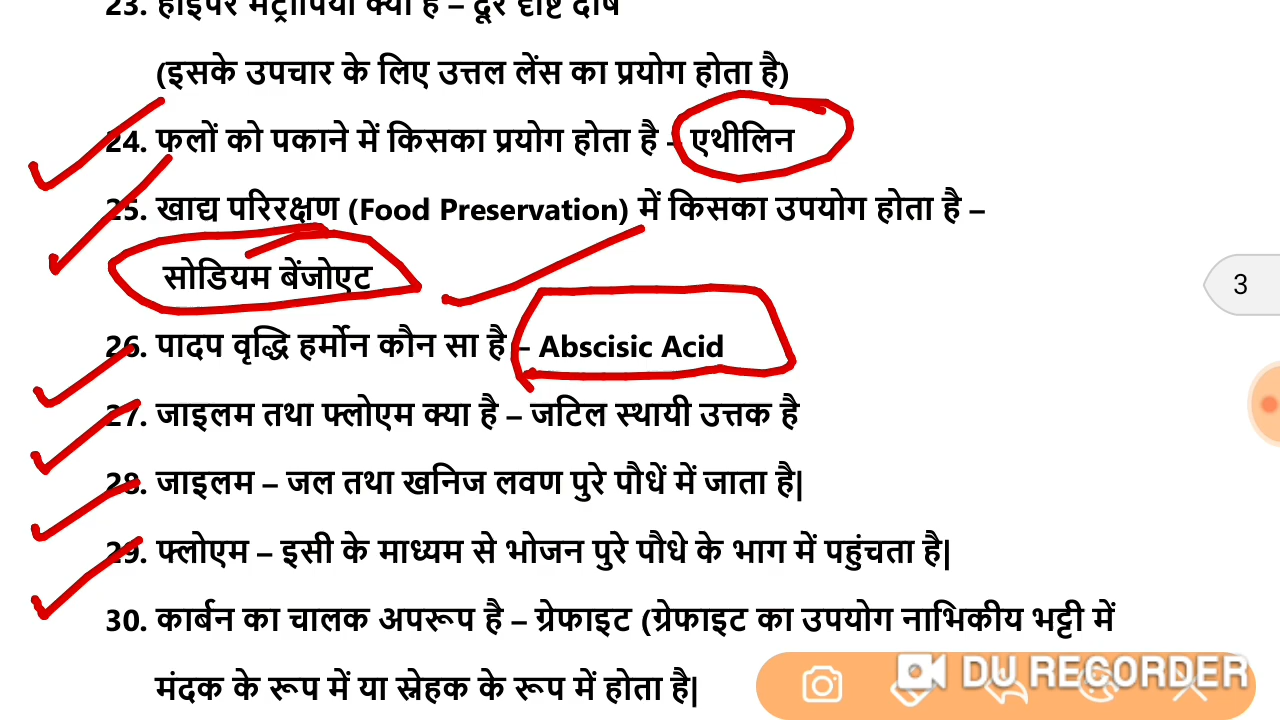 23. हाइपर मेट्रोपिया क्या है – दूर दृष्टि दोष
(इसके उपचार के लिए उत्तल लेंस का प्रयोग होता है)
24. फलों को पकाने में किसका प्रयोग होता है – एथीलिन
25. खाद्य परिरक्षण (Food Preservation) में किसका उपयोग होता है –
सोडियम बेंजोएट
26. पादप वृद्धि हर्मोन कौन सा है – Abscisic Acid
27. जाइलम तथा फ्लोएम क्या है – जटिल स्थायी उत्तक है
28. जाइलम – जल तथा खनिज लवण पुरे पौधें में जाता है|
29. फ्लोएम – इसी के माध्यम से भोजन पुरे पौधे के भाग में पहुंचता है|
30. कार्बन का चालक अपरूप है – ग्रेफाइट (ग्रेफाइट का उपयोग नाभिकीय भट्टी में
मंदक के रूप में या स्नेहक के रूप में होता है|
3
DU RECORDER